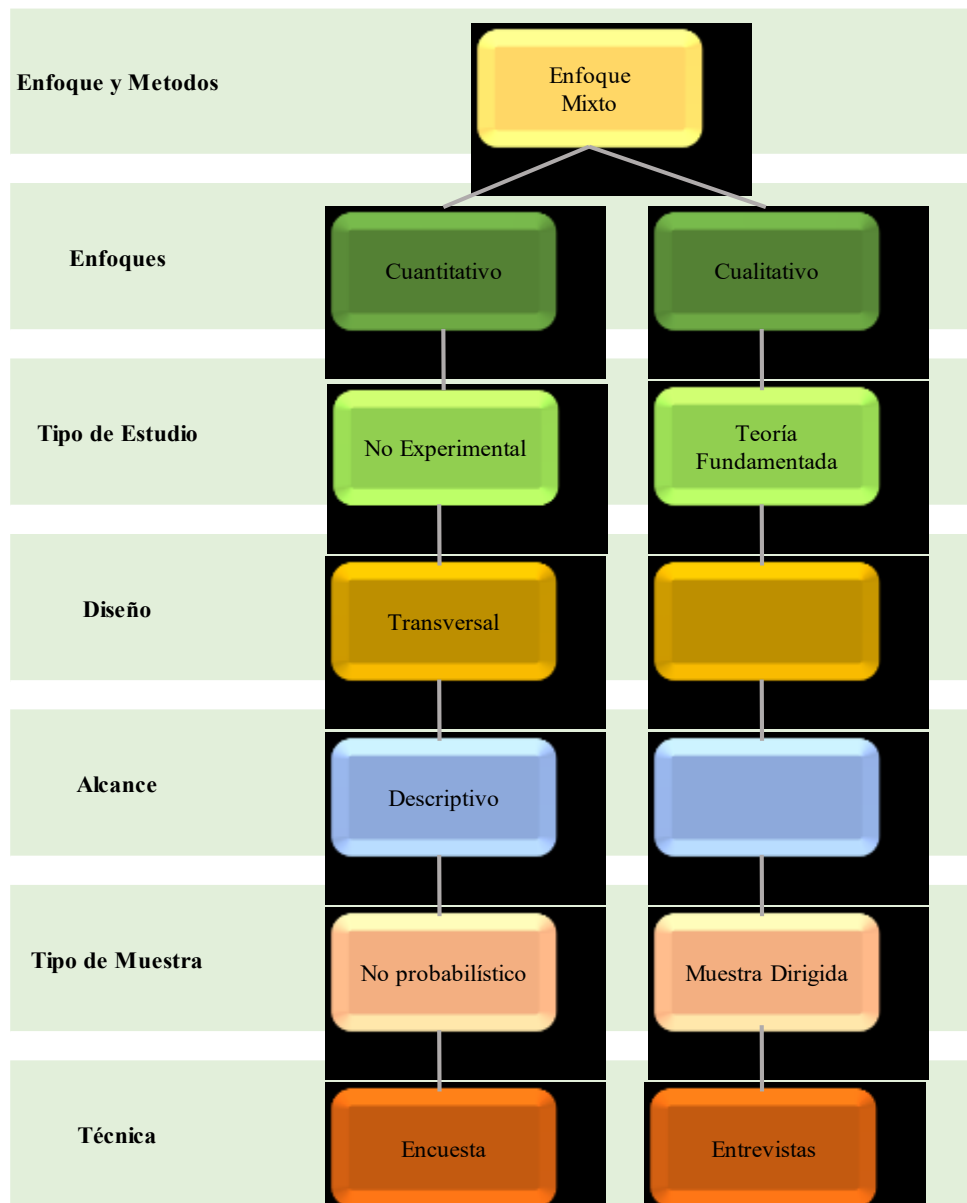 Enfoque y Metodos
Enfoque
Mixto
Enfoques
Cuantitativo
Cualitativo
Tipo de Estudio
No Experimental
Teoría
Fundamentada
Diseño
Transversal
Alcance
Descriptivo
Tipo de Muestra
No probabilístico
Muestra Dirigida
Técnica
Encuesta
Entrevistas